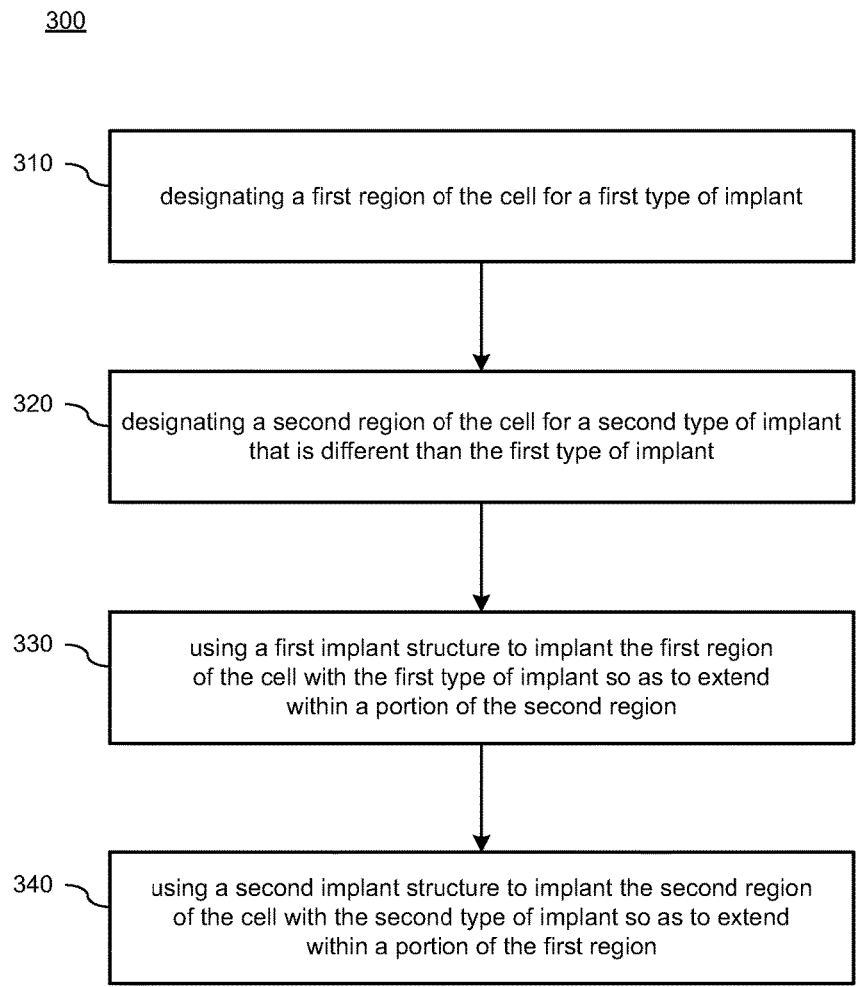 300
310
designating a first region of the cell for a first type of implant
320
designating a second region of the cell for a second type of implant
that is different than the first type of implant
330
using a first implant structure to implant the first region
of the cell with the first type of implant so as to extend
within a portion of the second region
340
using a second implant structure to implant the second region
of the cell with the second type of implant so as to extend
within a portion of the first region